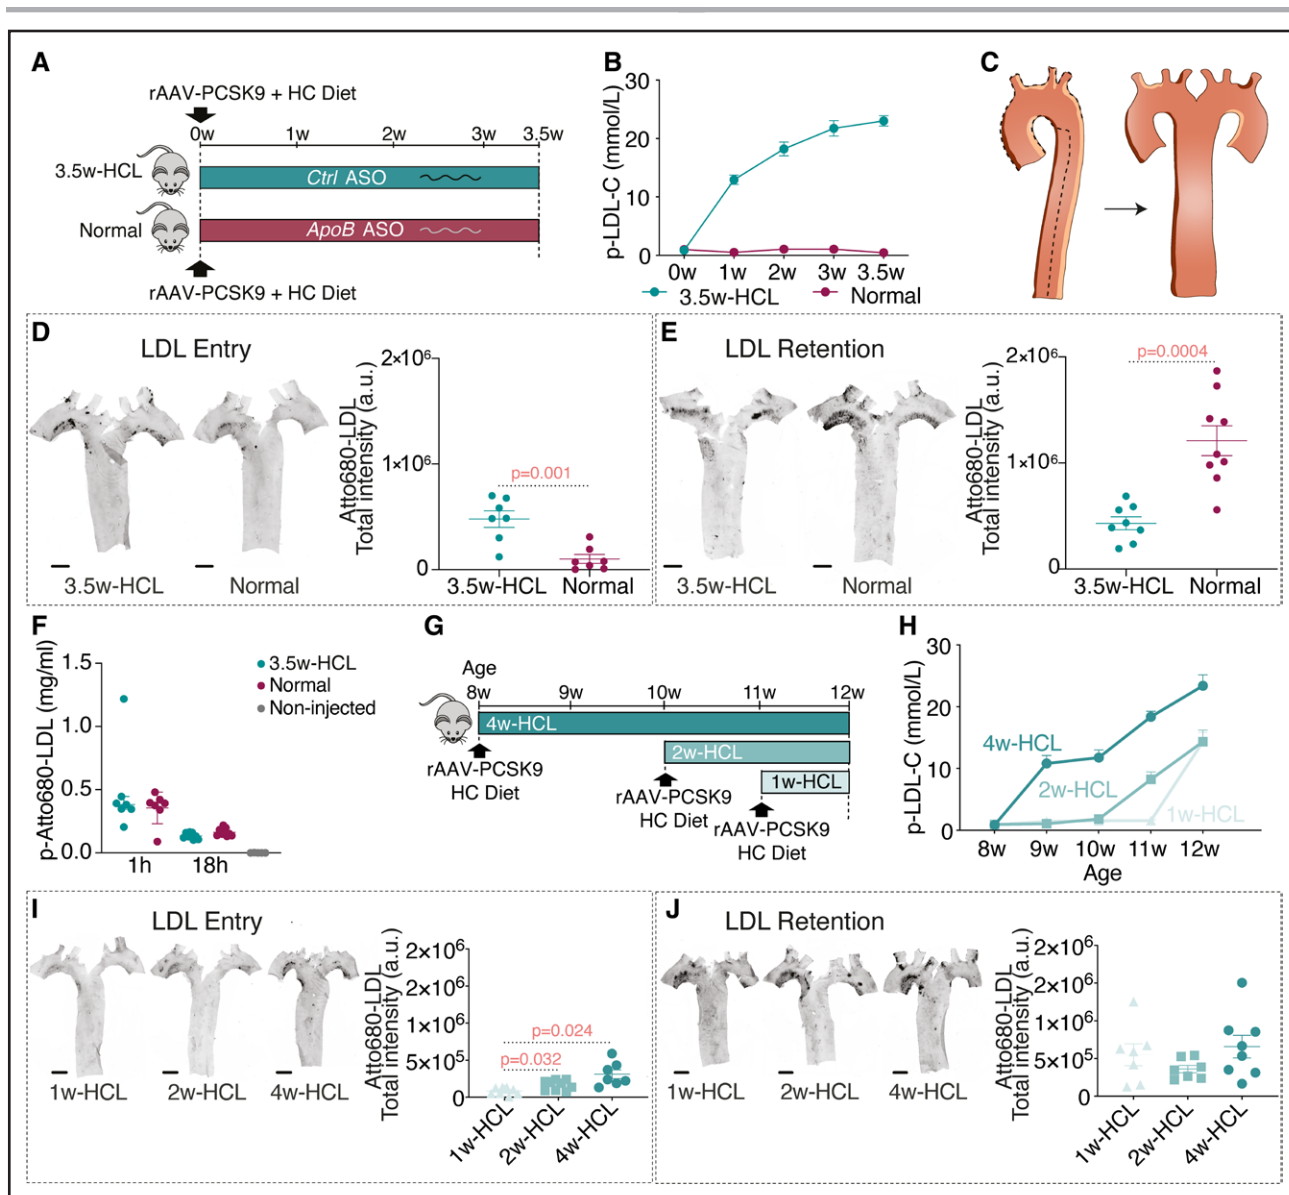 A
rAAV-PCSK9 + HC Diet
0w 1w 2w 3w 3.5w
3.5w-HCL
Ctrl ASO
Normal
ApoB ASO
rAAV-PCSK9 + HC Diet
B
p-LDL-C (mmol/L)
30
20
10
0
0w 1w 2w 3w 3.5w
3.5w-HCL Normal
C
D
LDL Entry
3.5w-HCL Normal
Atto680-LDL
Total intensity (a.u.)
2×10⁶
1×10⁶
0
p=0.001
3.5w-HCL Normal
E
LDL Retention
3.5w-HCL Normal
Atto680-LDL
Total intensity (a.u.)
2×10⁶
1×10⁶
0
p=0.0004
3.5w-HCL Normal
F
p-Atto680-LDL (mg/ml)
1.5
1.0
0.5
0.0
3.5w-HCL
Normal
Non-injected
1h 18h
G
Age
8w 9w 10w 11w 12w
4w-HCL
2w-HCL
1w-HCL
rAAV-PCSK9
HC Diet
rAAV-PCSK9
HC Diet
rAAV-PCSK9
HC Diet
H
p-LDL-C (mmol/L)
30
20
10
0
4w-HCL
2w-HCL
1w-HCL
8w 9w 10w 11w 12w
Age
I
LDL Entry
1w-HCL 2w-HCL 4w-HCL
Atto680-LDL
Total intensity (a.u.)
2×10⁶
2×10⁶
1×10⁶
5×10⁵
0
p=0.024
p=0.032
1w-HCL 2w-HCL 4w-HCL
J
LDL Retention
1w-HCL 2w-HCL 4w-HCL
Atto680-LDL
Total intensity (a.u.)
2×10⁶
2×10⁶
1×10⁶
5×10⁵
0
1w-HCL 2w-HCL 4w-HCL